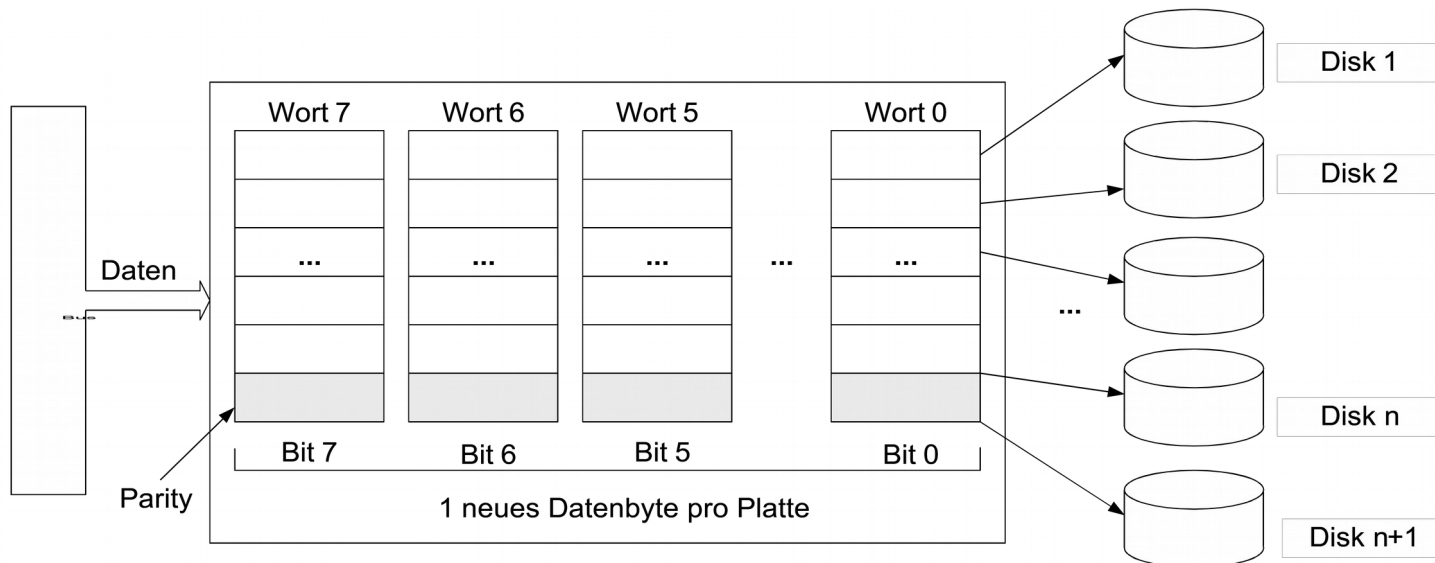 Disk 1
Wort 7 Wort 6 Wort 5 Wort 0
Disk 2
Daten
... ... ... ... ...
Bus
...
Disk n
Bit 7 Bit 6 Bit 5 Bit 0
Parity
1 neues Datenbyte pro Platte
Disk n+1